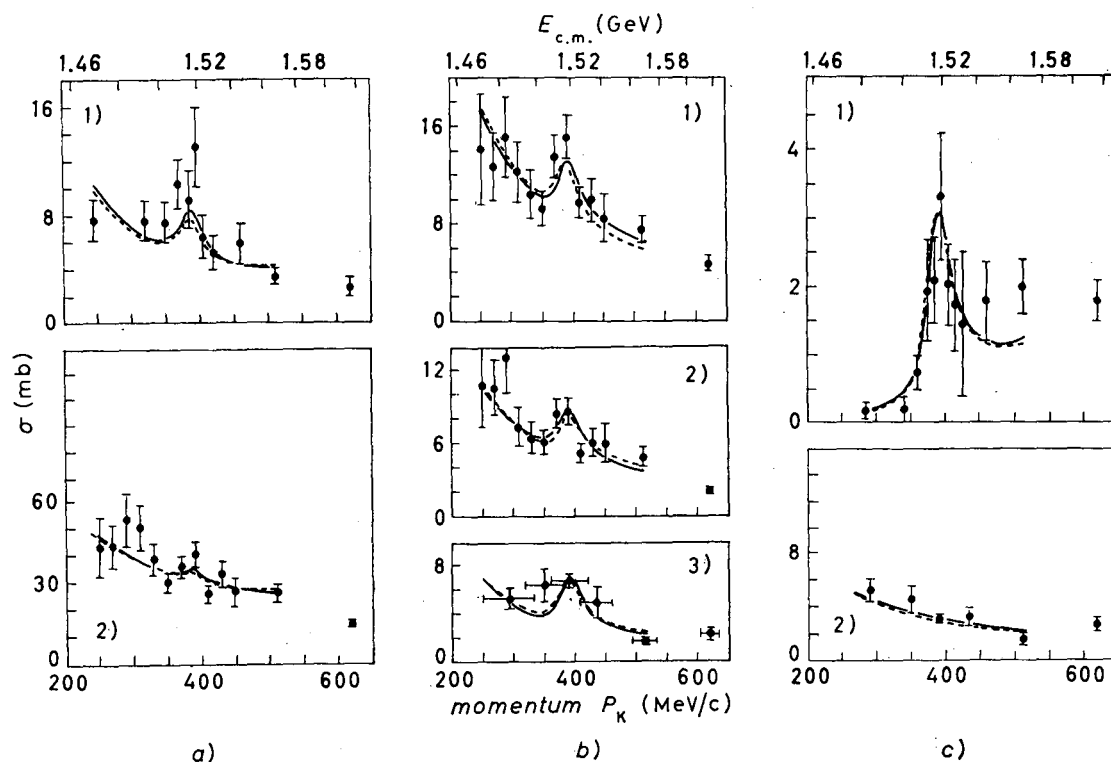 E c.m. (GeV)
1.46 1.52 1.58 1.46 1.52 1.58 1.46 1.52 1.58
1) 1) 1)
16 16 4
8 8 2
0 0 0
σ (mb)
2) 12
6
0
60 8
30 3) 8
2) 4 2)
0 0 0
200 400 600 200 400 600 200 400 600
momentum P K (MeV/c)
a) b) c)